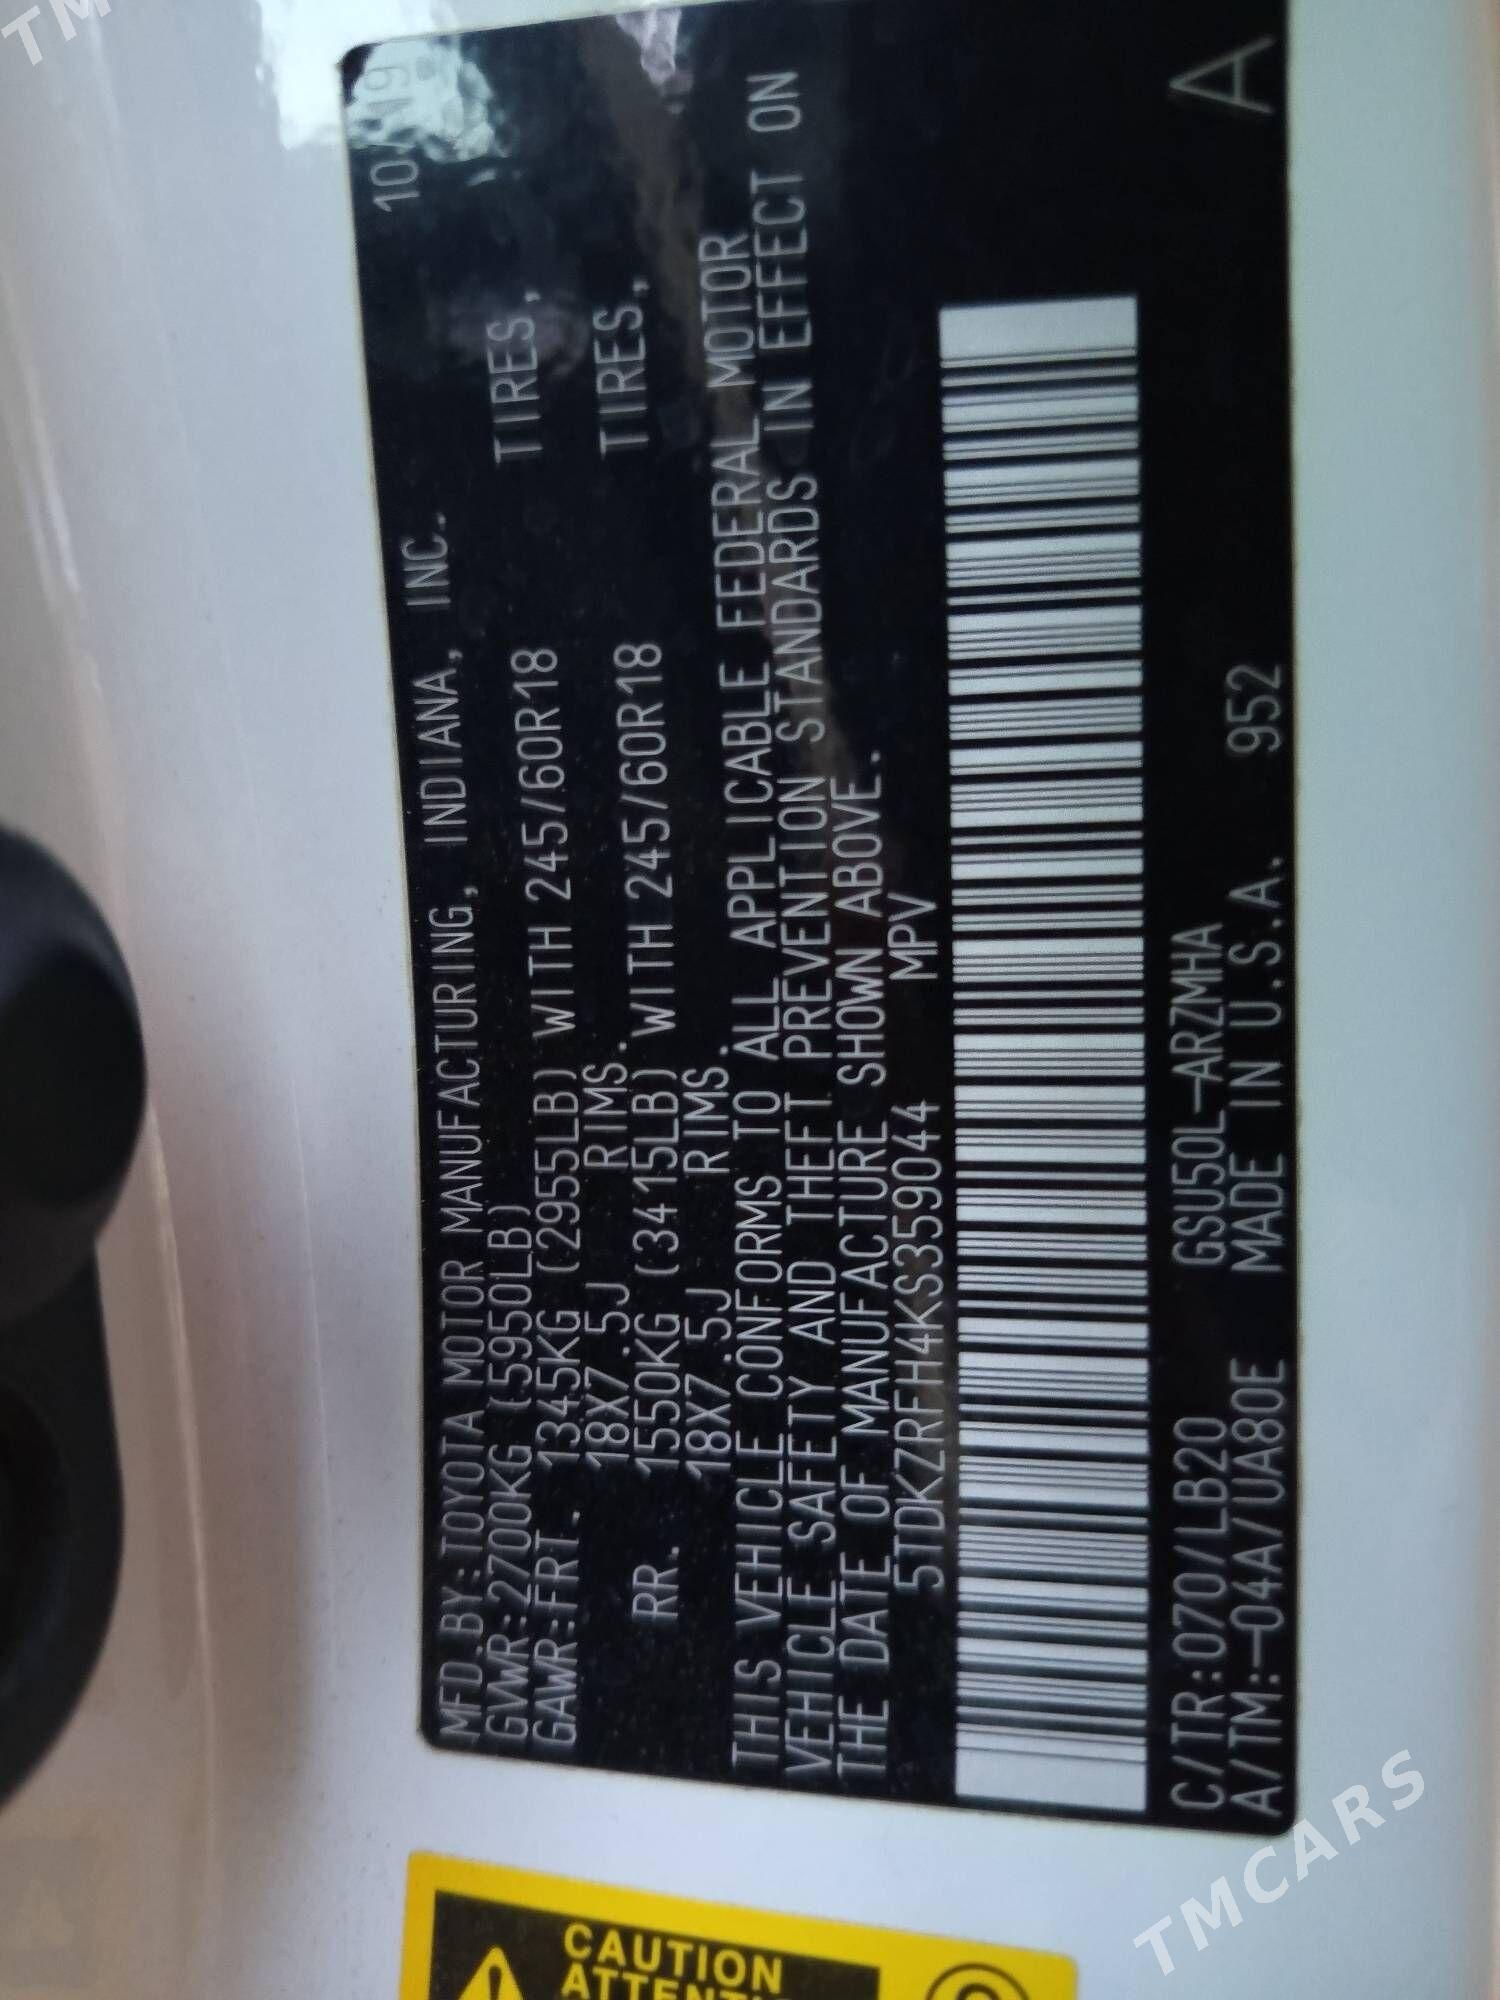 TM
MFD.BY:TOYOTA MOTOR MANUFACTURING, INDIANA, INC. 10/19
GVWR:2700KG (5950LB)
GAWR:FRT. 1345KG (2955LB) WITH 245/60R18 TIRES,
18X7.5J RIMS.
RR. 1550KG (3415LB) WITH 245/60R18 TIRES,
18X7.5J RIMS.
THIS VEHICLE CONFORMS TO ALL APPLICABLE FEDERAL MOTOR
VEHICLE SAFETY AND THEFT PREVENTION STANDARDS IN EFFECT ON
THE DATE OF MANUFACTURE SHOWN ABOVE.
5TDKZRFH4KS359044 MPV
C/TR:070/LB20 GSU50L-ARZMHA
A/TM:-04A/UA80E MADE IN U.S.A. 952 A
CAUTION
TMCARS